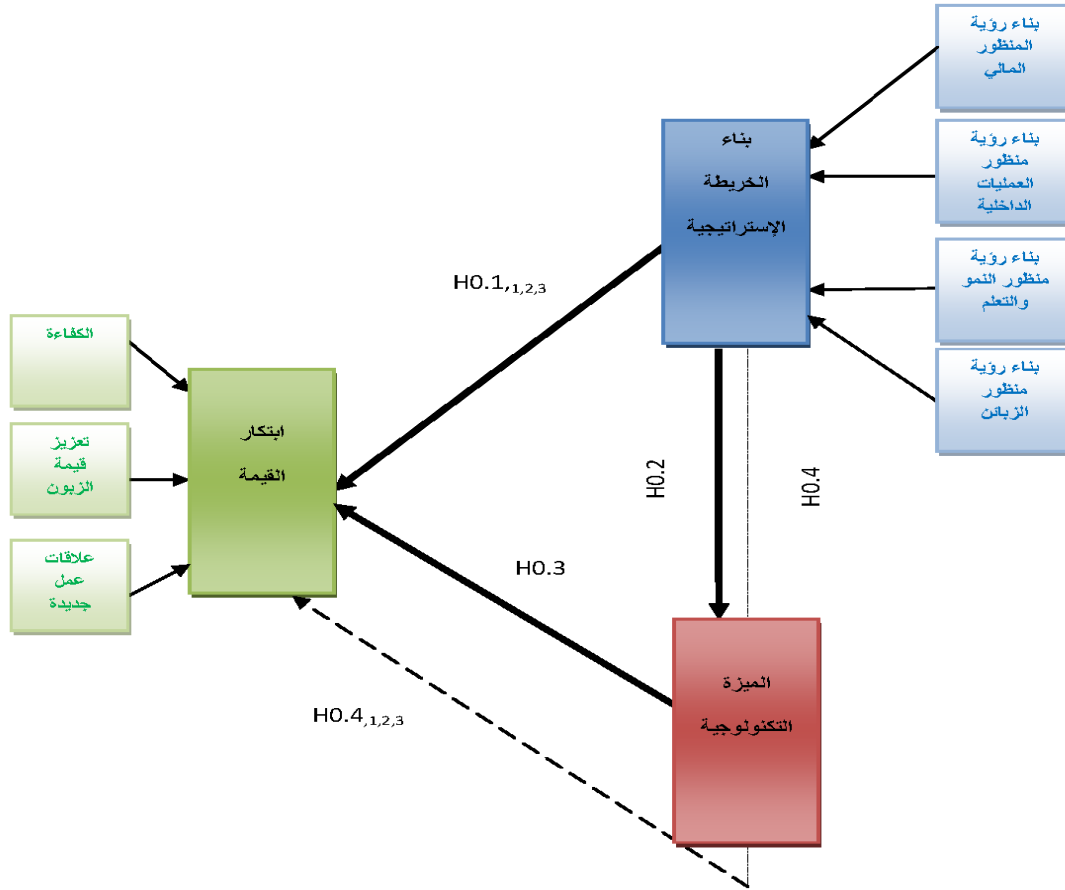 بناء رؤية
المنظور
المالي
بناء رؤية
منظور
العمليات
الداخلية
بناء رؤية
منظور النمو
والتعلم
بناء رؤية
منظور
الزبائن
بناء
الخريطة
الإستراتيجية
H0.1,1,2,3
H0.2
H0.4
الكفاءة
تعزيز
قيمة
الزبون
علاقات
عمل
جديدة
ابتكار
القيمة
H0.3
H0.4,1,2,3
الميزة
التكنولوجية